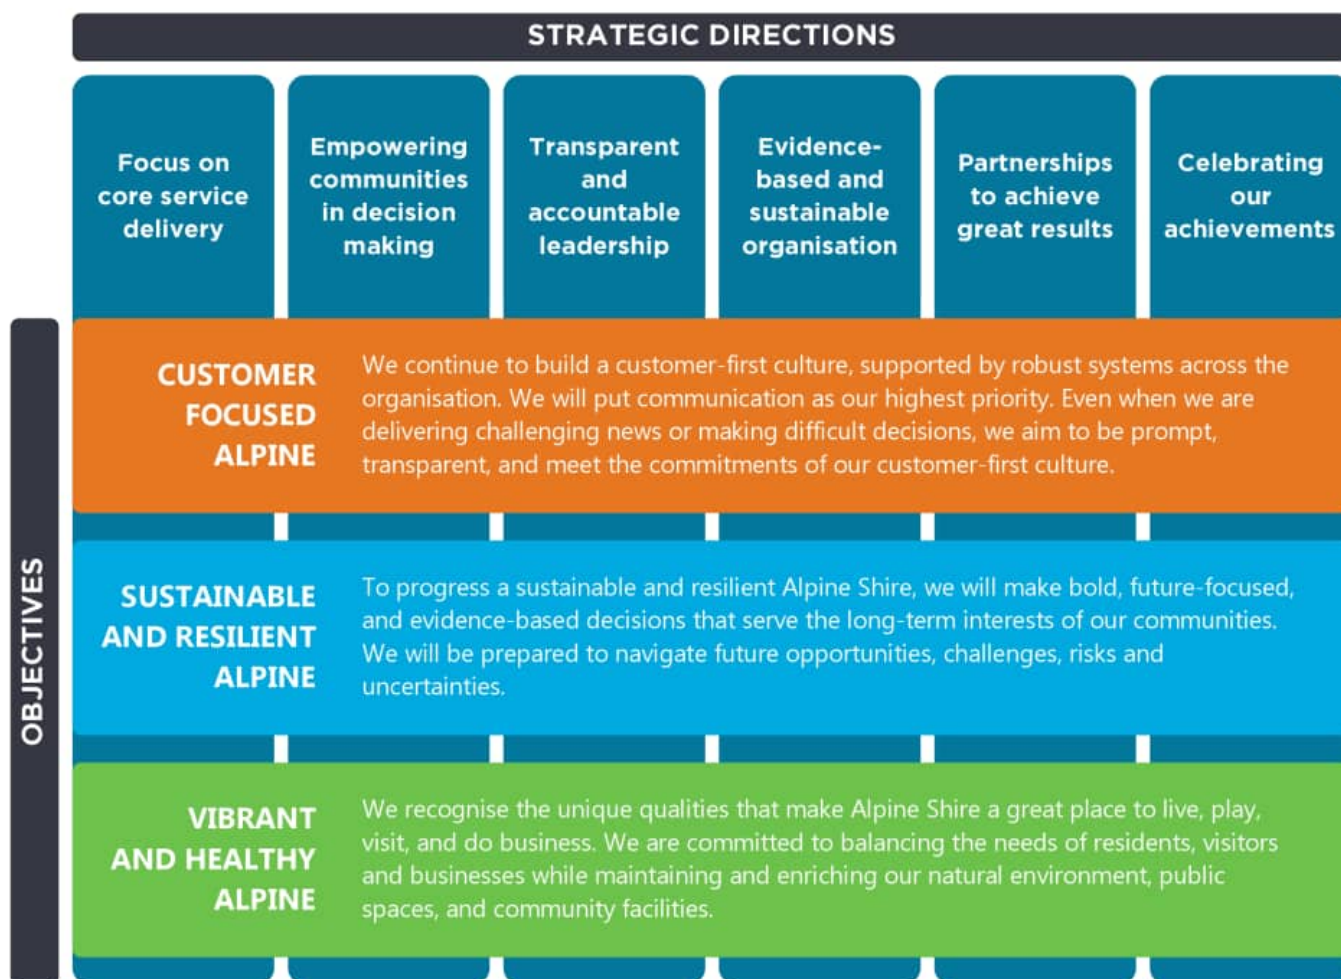 STRATEGIC DIRECTIONS
Focus on
core service
delivery
Empowering
communities
in decision
making
Transparent
and
accountable
leadership
Evidence-
based and
sustainable
organisation
Partnerships
to achieve
great results
Celebrating
our
achievements
OBJECTIVES
CUSTOMER
FOCUSED
ALPINE
We continue to build a customer-first culture, supported by robust systems across the
organisation. We will put communication as our highest priority. Even when we are
delivering challenging news or making difficult decisions, we aim to be prompt,
transparent, and meet the commitments of our customer-first culture.
SUSTAINABLE
AND RESILIENT
ALPINE
To progress a sustainable and resilient Alpine Shire, we will make bold, future-focused,
and evidence-based decisions that serve the long-term interests of our communities.
We will be prepared to navigate future opportunities, challenges, risks and
uncertainties.
VIBRANT
AND HEALTHY
ALPINE
We recognise the unique qualities that make Alpine Shire a great place to live, play,
visit, and do business. We are committed to balancing the needs of residents, visitors
and businesses while maintaining and enriching our natural environment, public
spaces, and community facilities.